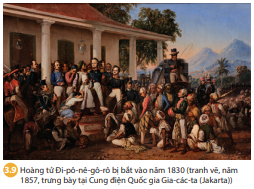 3.9 Hoàng tử Đi-pô-nê-gô-rô bị bắt vào năm 1830 (tranh vẽ, năm
1857, trưng bày tại Cung điện Quốc gia Gia-các-ta (Jakarta))